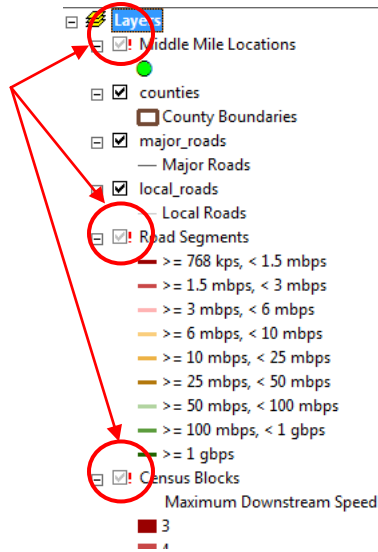 Layers
! Middle Mile Locations
counties
County Boundaries
major_roads
Major Roads
local_roads
Local Roads
! Road Segments
>= 768 kps, < 1.5 mbps
>= 1.5 mbps, < 3 mbps
>= 3 mbps, < 6 mbps
>= 6 mbps, < 10 mbps
>= 10 mbps, < 25 mbps
>= 25 mbps, < 50 mbps
>= 50 mbps, < 100 mbps
>= 100 mbps, < 1 gbps
>= 1 gbps
! Census Blocks
Maximum Downstream Speed
3
4